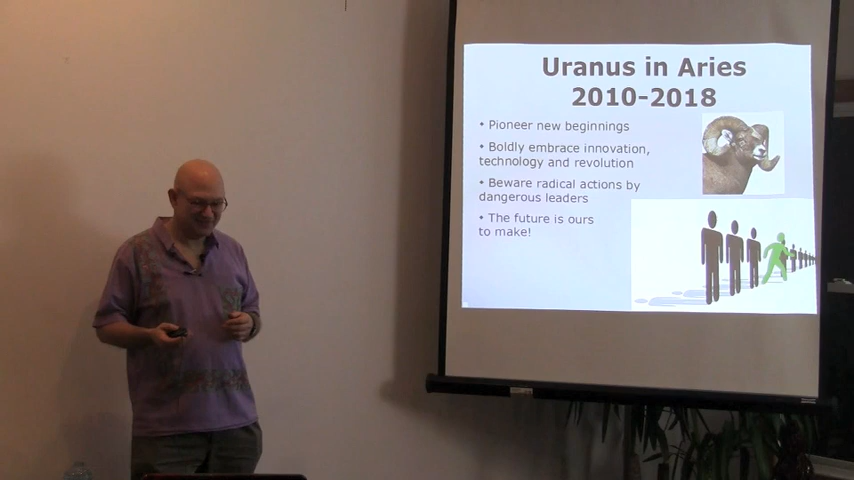 Uranus in Aries
2010-2018
• Pioneer new beginnings
• Boldly embrace innovation,
technology and revolution
• Beware radical actions by
dangerous leaders
• The future is ours
to make!